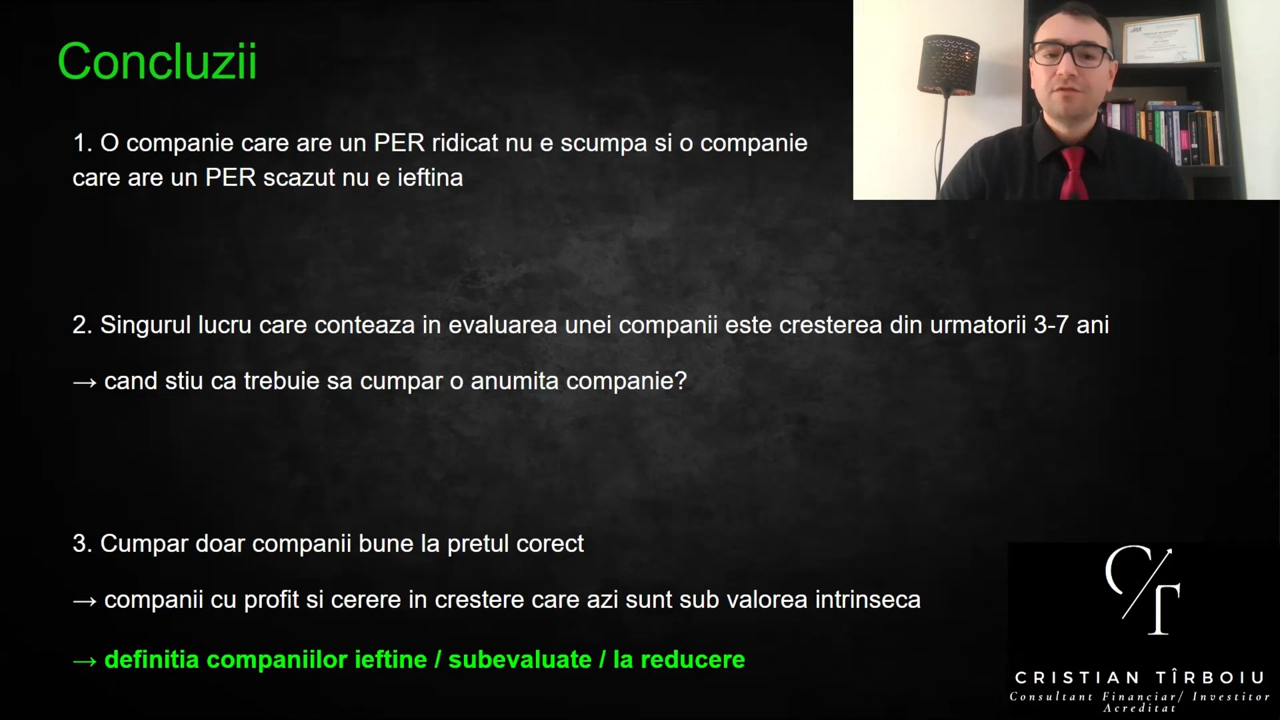 Concluzii
1. O companie care are un PER ridicat nu e scumpa si o companie
care are un PER scazut nu e ieftina
2. Singurul lucru care conteaza in evaluarea unei companii este cresterea din urmatorii 3-7 ani
→ cand stiu ca trebuie sa cumpar o anumita companie?
3. Cumpar doar companii bune la pretul corect
→ companii cu profit si cerere in crestere care azi sunt sub valorea intrinseca
→ definitia companiilor ieftine / subevaluate / la reducere
C/T
CRISTIAN TÎRBOIU
Consultant Financiar/ Investitor
Acreditat